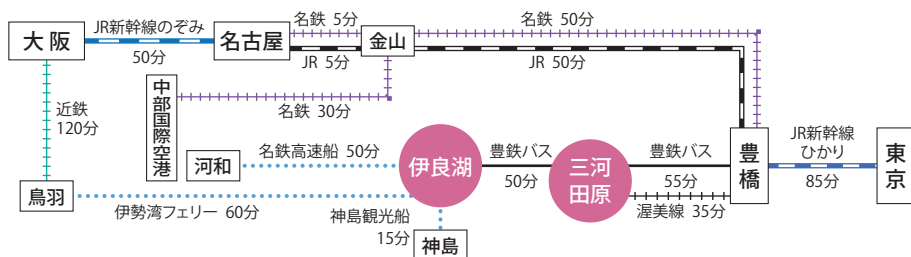 名鉄 5分
名鉄 50分
JR新幹線のぞみ
大阪
名古屋
金山
50分
JR 5分
JR 50分
中部国際空港
名鉄 30分
近鉄
120分
JR新幹線
ひかり
豊橋
東京
名鉄高速船 50分
伊良湖
豊鉄バス
三河
田原
豊鉄バス
河和
50分
55分
85分
鳥羽
伊勢湾フェリー 60分
神島観光船
渥美線 35分
15分
神島